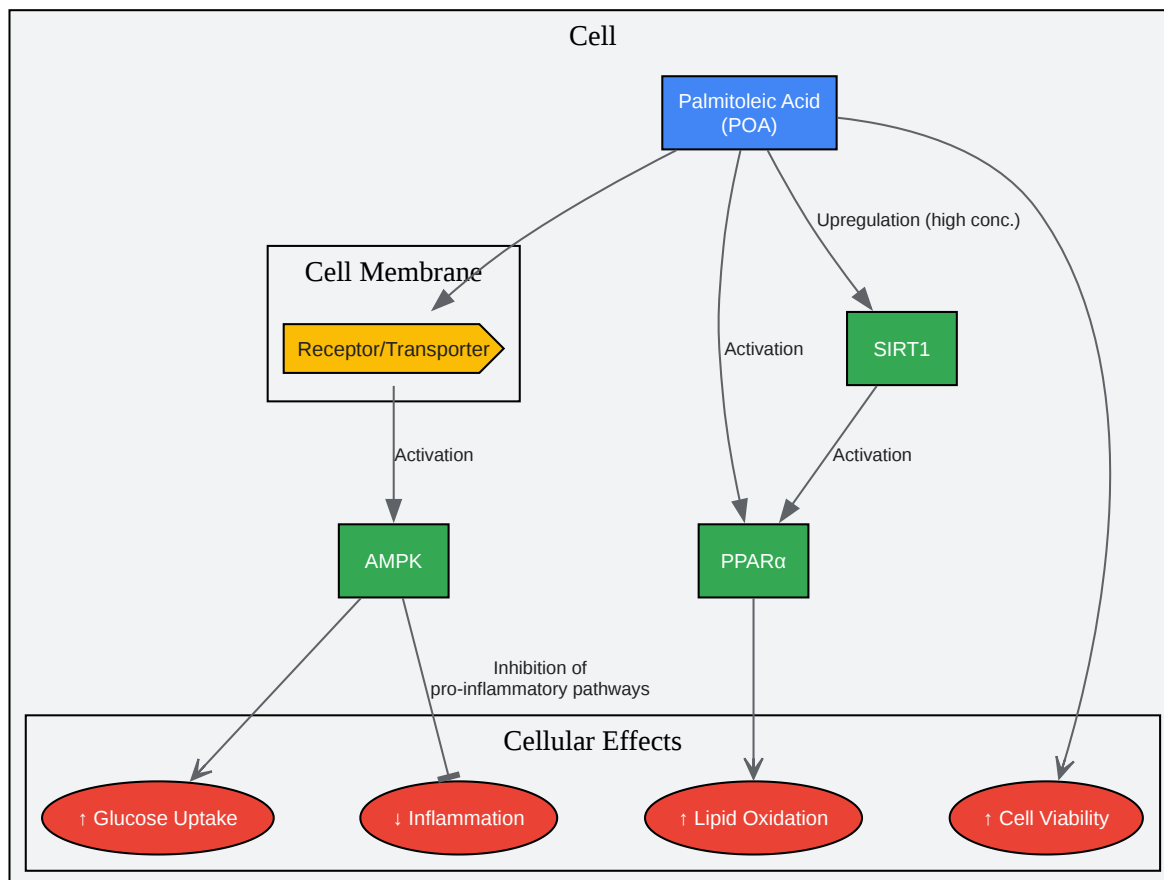 Cell
Palmitoleic Acid
(POA)
Upregulation (high conc.)
Cell Membrane
Receptor/Transporter
Activation
SIRT1
Activation
Activation
AMPK
PPARα
Inhibition of
pro-inflammatory pathways
Cellular Effects
↑ Glucose Uptake
↓ Inflammation
↑ Lipid Oxidation
↑ Cell Viability